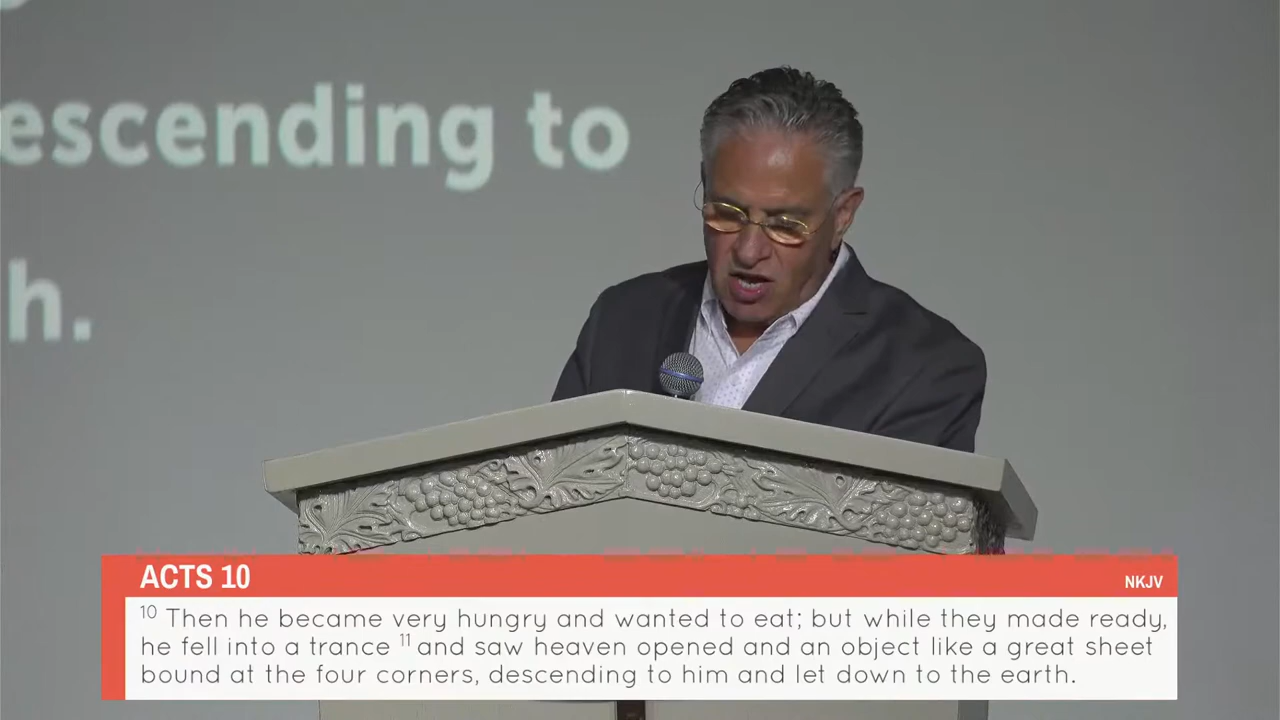 escending to
h.
ACTS 10
NKJV
10 Then he became very hungry and wanted to eat; but while they made ready,
he fell into a trance 11 and saw heaven opened and an object like a great sheet
bound at the four corners, descending to him and let down to the earth.